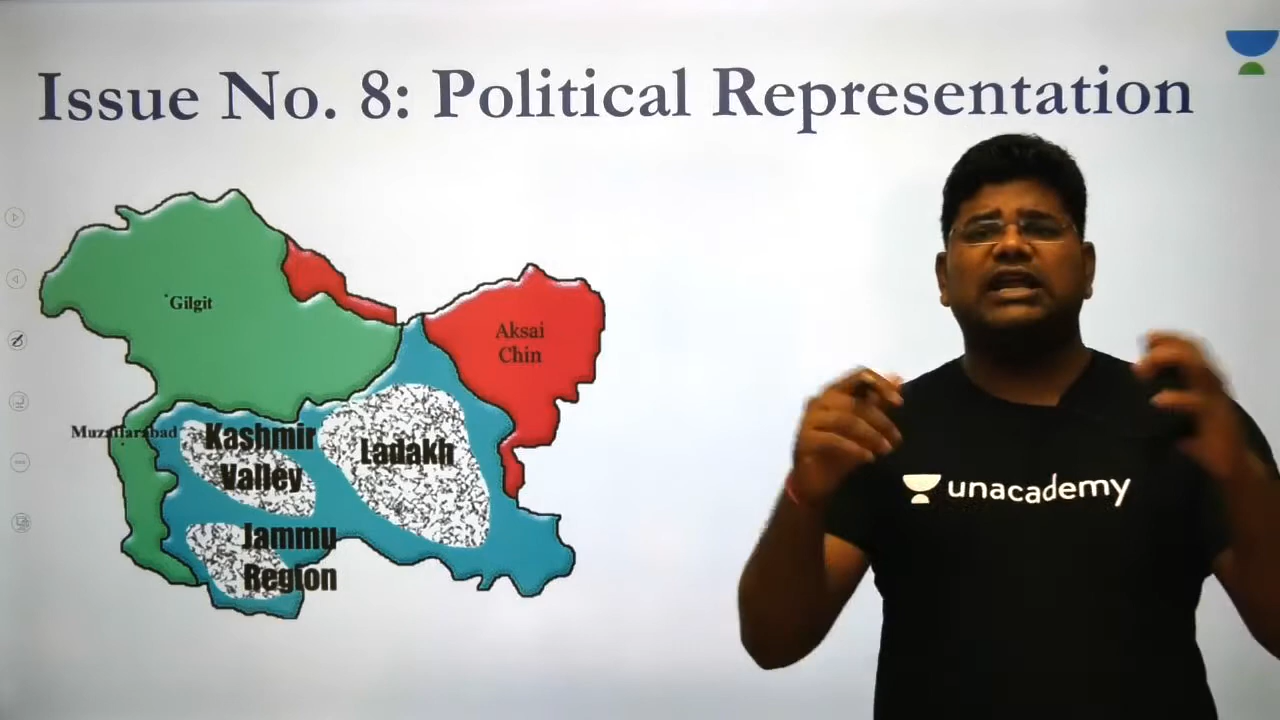 Issue No. 8: Political Representation
Gilgit
Aksai
Chin
Muzaffarabad
Kashmir
Valley
Ladakh
Jammu
Region
unacademy